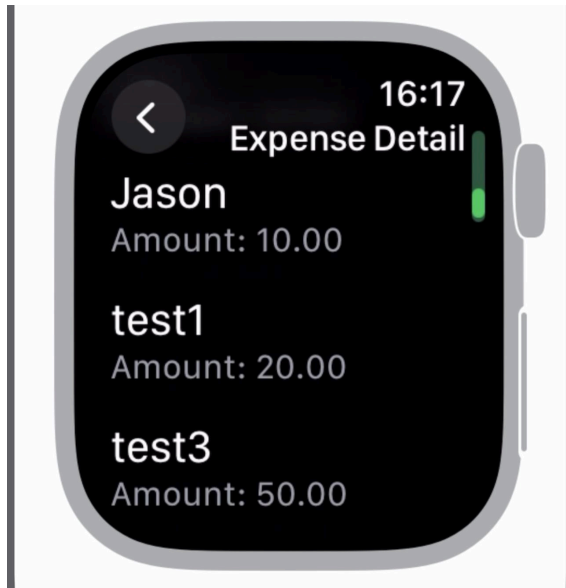 16:17
Expense Detail
Jason
Amount: 10.00
test1
Amount: 20.00
test3
Amount: 50.00